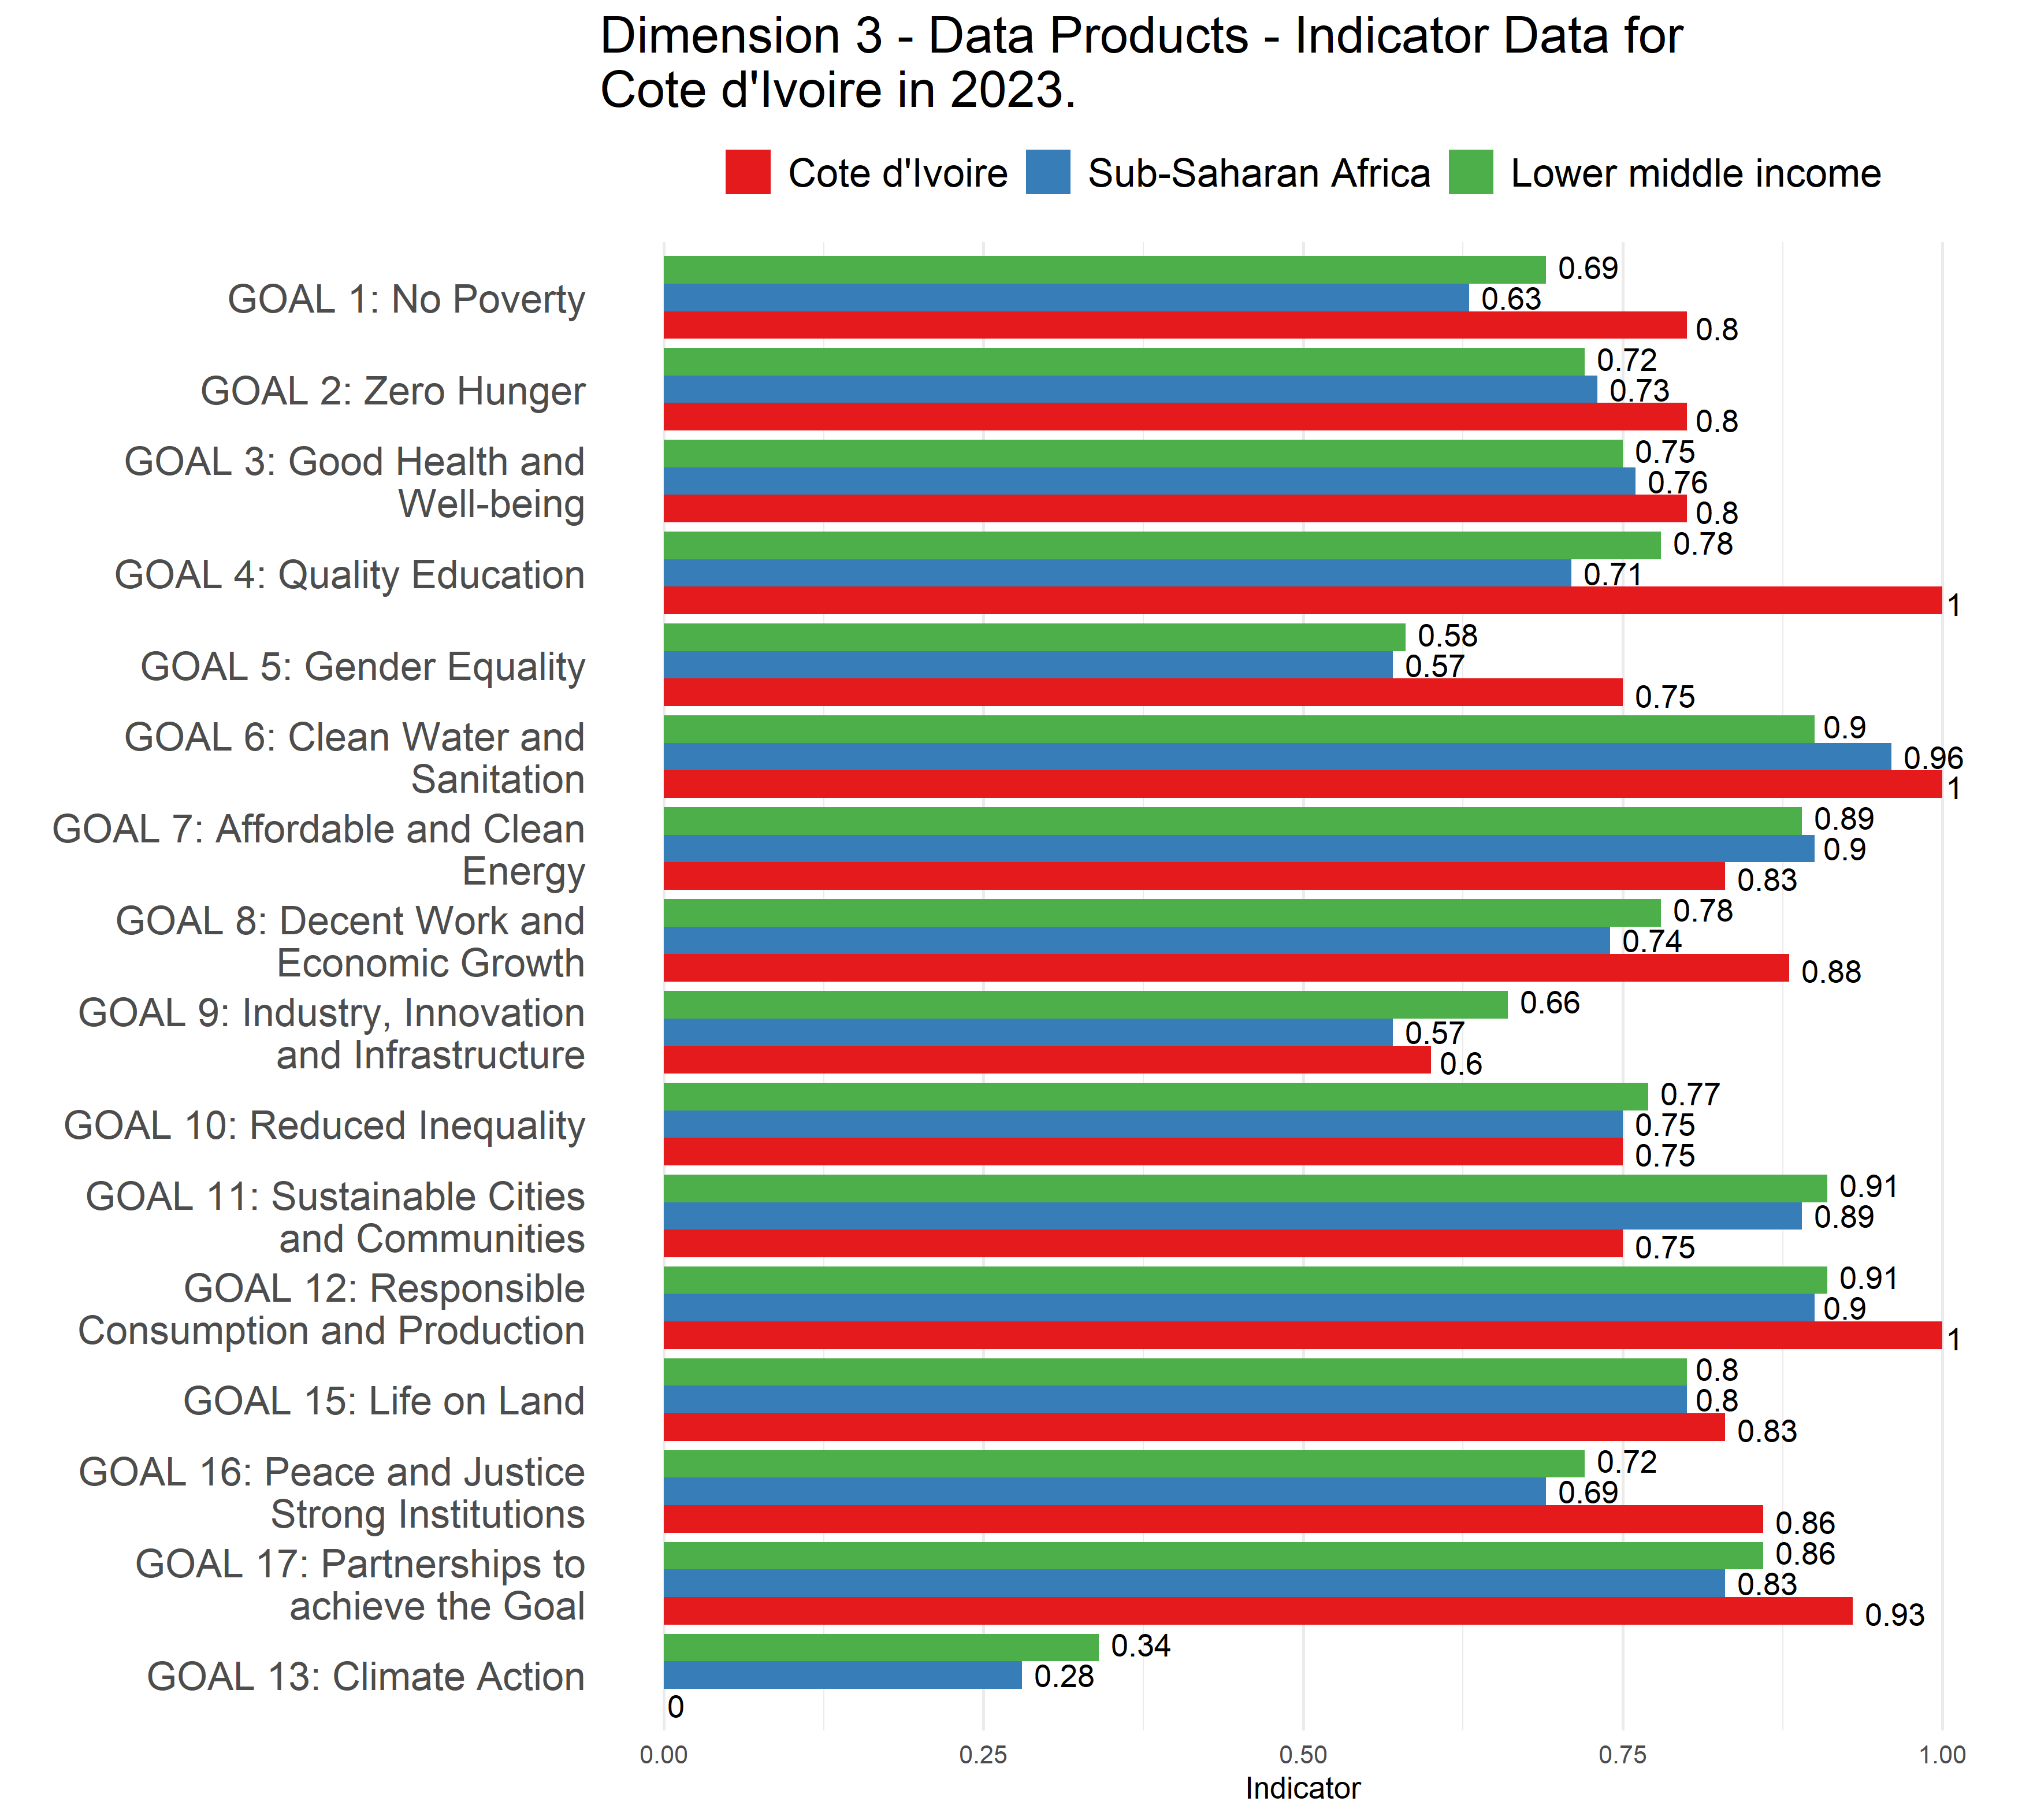 Dimension 3 - Data Products - Indicator Data for
Cote d'Ivoire in 2023.
Cote d'Ivoire Sub-Saharan Africa Lower middle income
GOAL 1: No Poverty
0.69
0.63
0.8
GOAL 2: Zero Hunger
0.72
0.73
0.8
GOAL 3: Good Health and
Well-being
0.75
0.76
0.8
GOAL 4: Quality Education
0.78
0.71
1
GOAL 5: Gender Equality
0.58
0.57
0.75
GOAL 6: Clean Water and
Sanitation
0.9
0.96
1
GOAL 7: Affordable and Clean
Energy
0.89
0.9
0.83
GOAL 8: Decent Work and
Economic Growth
0.78
0.74
0.88
GOAL 9: Industry, Innovation
and Infrastructure
0.66
0.57
0.6
GOAL 10: Reduced Inequality
0.77
0.75
0.75
GOAL 11: Sustainable Cities
and Communities
0.91
0.89
0.75
GOAL 12: Responsible
Consumption and Production
0.91
0.9
1
GOAL 15: Life on Land
0.8
0.8
0.83
GOAL 16: Peace and Justice
Strong Institutions
0.72
0.69
0.86
GOAL 17: Partnerships to
achieve the Goal
0.86
0.83
0.93
GOAL 13: Climate Action
0.34
0.28
0
0.00 0.25 0.50 0.75 1.00
Indicator